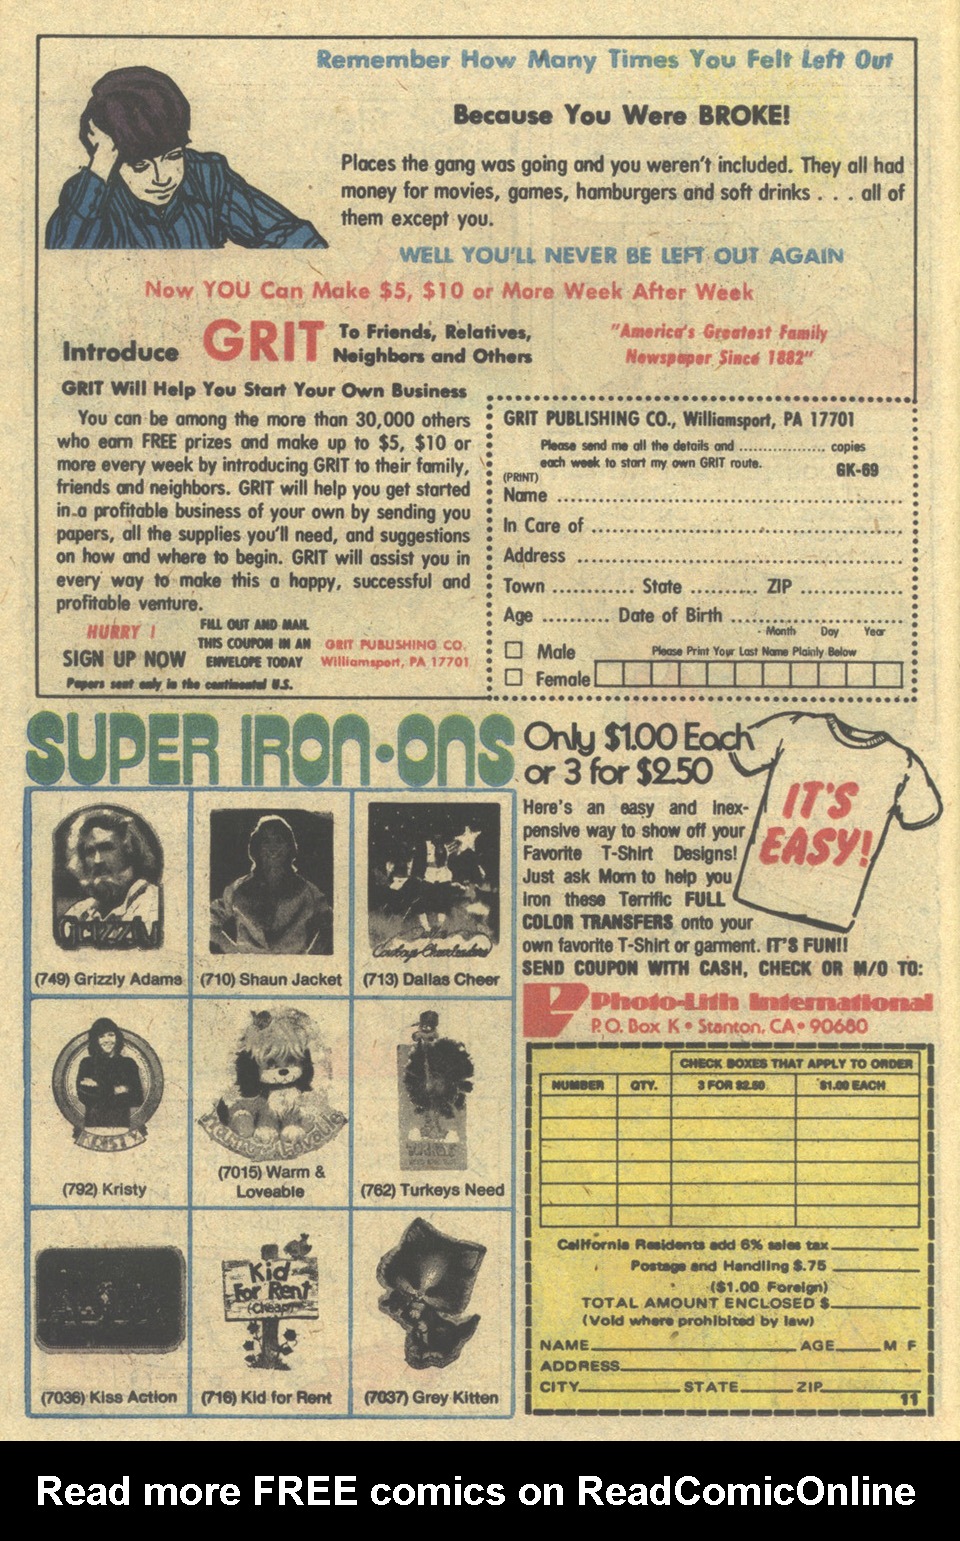 Remember How Many Times You Felt Left Out
Because You Were BROKE!
Places the gang was going and you weren't included. They all had
money for movies, games, hamburgers and soft drinks . . . all of
them except you.
WELL YOU'LL NEVER BE LEFT OUT AGAIN
Now YOU Can Make $5, $10 or More Week After Week
Introduce GRIT To Friends, Relatives,
Neighbors and Others
"America's Greatest Family
Newspaper Since 1882"
GRIT Will Help You Start Your Own Business
You can be among the more than 30,000 others
who earn FREE prizes and make up to $5, $10 or
more every week by introducing GRIT to their family,
friends and neighbors. GRIT will help you get started
in a profitable business of your own by sending you
papers, all the supplies you'll need, and suggestions
on how and where to begin. GRIT will assist you in
every way to make this a happy, successful and
profitable venture.
HURRY !
SIGN UP NOW
FILL OUT AND MAIL
THIS COUPON IN AN
ENVELOPE TODAY
GRIT PUBLISHING CO.
Williamsport, PA 17701
Papers sent only in the continental U.S.
GRIT PUBLISHING CO., Williamsport, PA 17701
Please send me all the details and .................. copies
each week to start my own GRIT route.
GK-69
(PRINT)
Name
In Care of
Address
Town ............ State .......... ZIP ...............
Age .......... Date of Birth
Month Day Year
Male
Please Print Your Last Name Plainly Below
Female
SUPER IRON-ONS
Only $1.00 Each
or 3 for $2.50
IT'S
EASY!
Here's an easy and inex-
pensive way to show off your
Favorite T-Shirt Designs!
Just ask Mom to help you
iron these Terrific FULL
COLOR TRANSFERS onto your
own favorite T-Shirt or garment. IT'S FUN!!
SEND COUPON WITH CASH, CHECK OR M/O TO:
Photo-Lith International
P.O. Box K • Stanton, CA • 90680
Grizzly
(749) Grizzly Adams
(710) Shaun Jacket
Dallas
Cowboys Cheerleaders
(713) Dallas Cheer
(792) Kristy
(7015) Warm &
Loveable
(762) Turkeys Need
(7036) Kiss Action
Kid
For Rent
(Cheap)
(716) Kid for Rent
(7037) Grey Kitten
CHECK BOXES THAT APPLY TO ORDER
NUMBER QTY. 3 FOR $2.50 $1.00 EACH
California Residents add 6% sales tax
Postage and Handling $.75
($1.00 Foreign)
TOTAL AMOUNT ENCLOSED $
(Void where prohibited by law)
NAME AGE M F
ADDRESS
CITY STATE ZIP
11
Read more FREE comics on ReadComicOnline